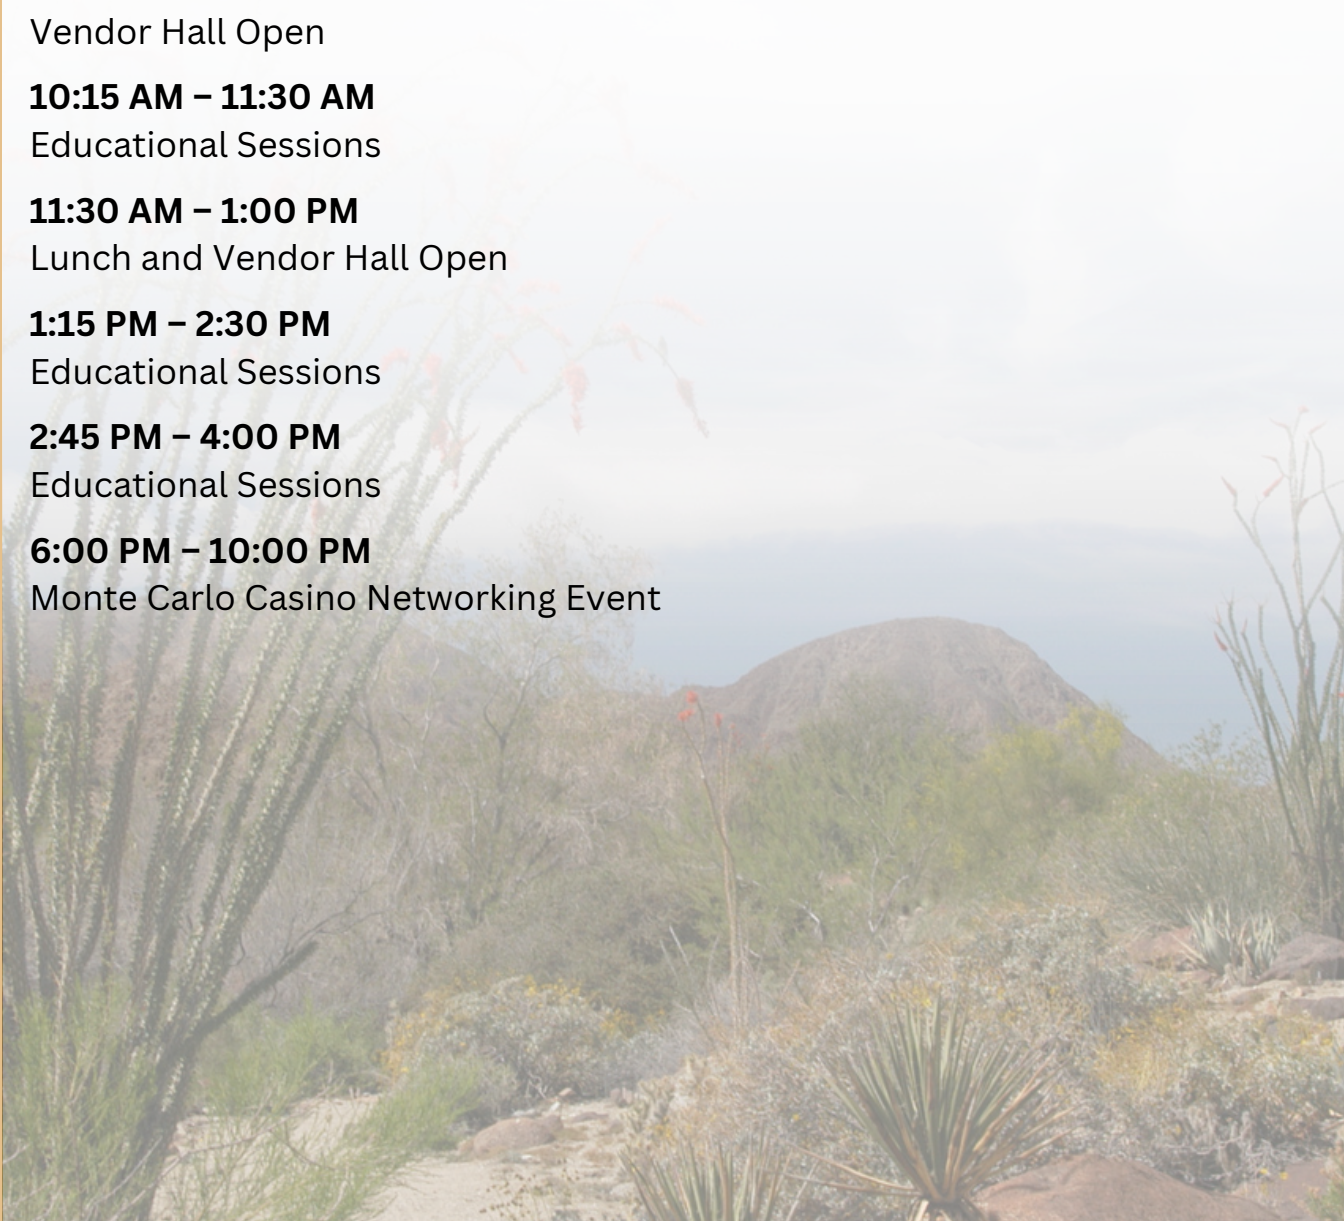 Vendor Hall Open
10:15 AM – 11:30 AM
Educational Sessions
11:30 AM – 1:00 PM
Lunch and Vendor Hall Open
1:15 PM – 2:30 PM
Educational Sessions
2:45 PM – 4:00 PM
Educational Sessions
6:00 PM – 10:00 PM
Monte Carlo Casino Networking Event